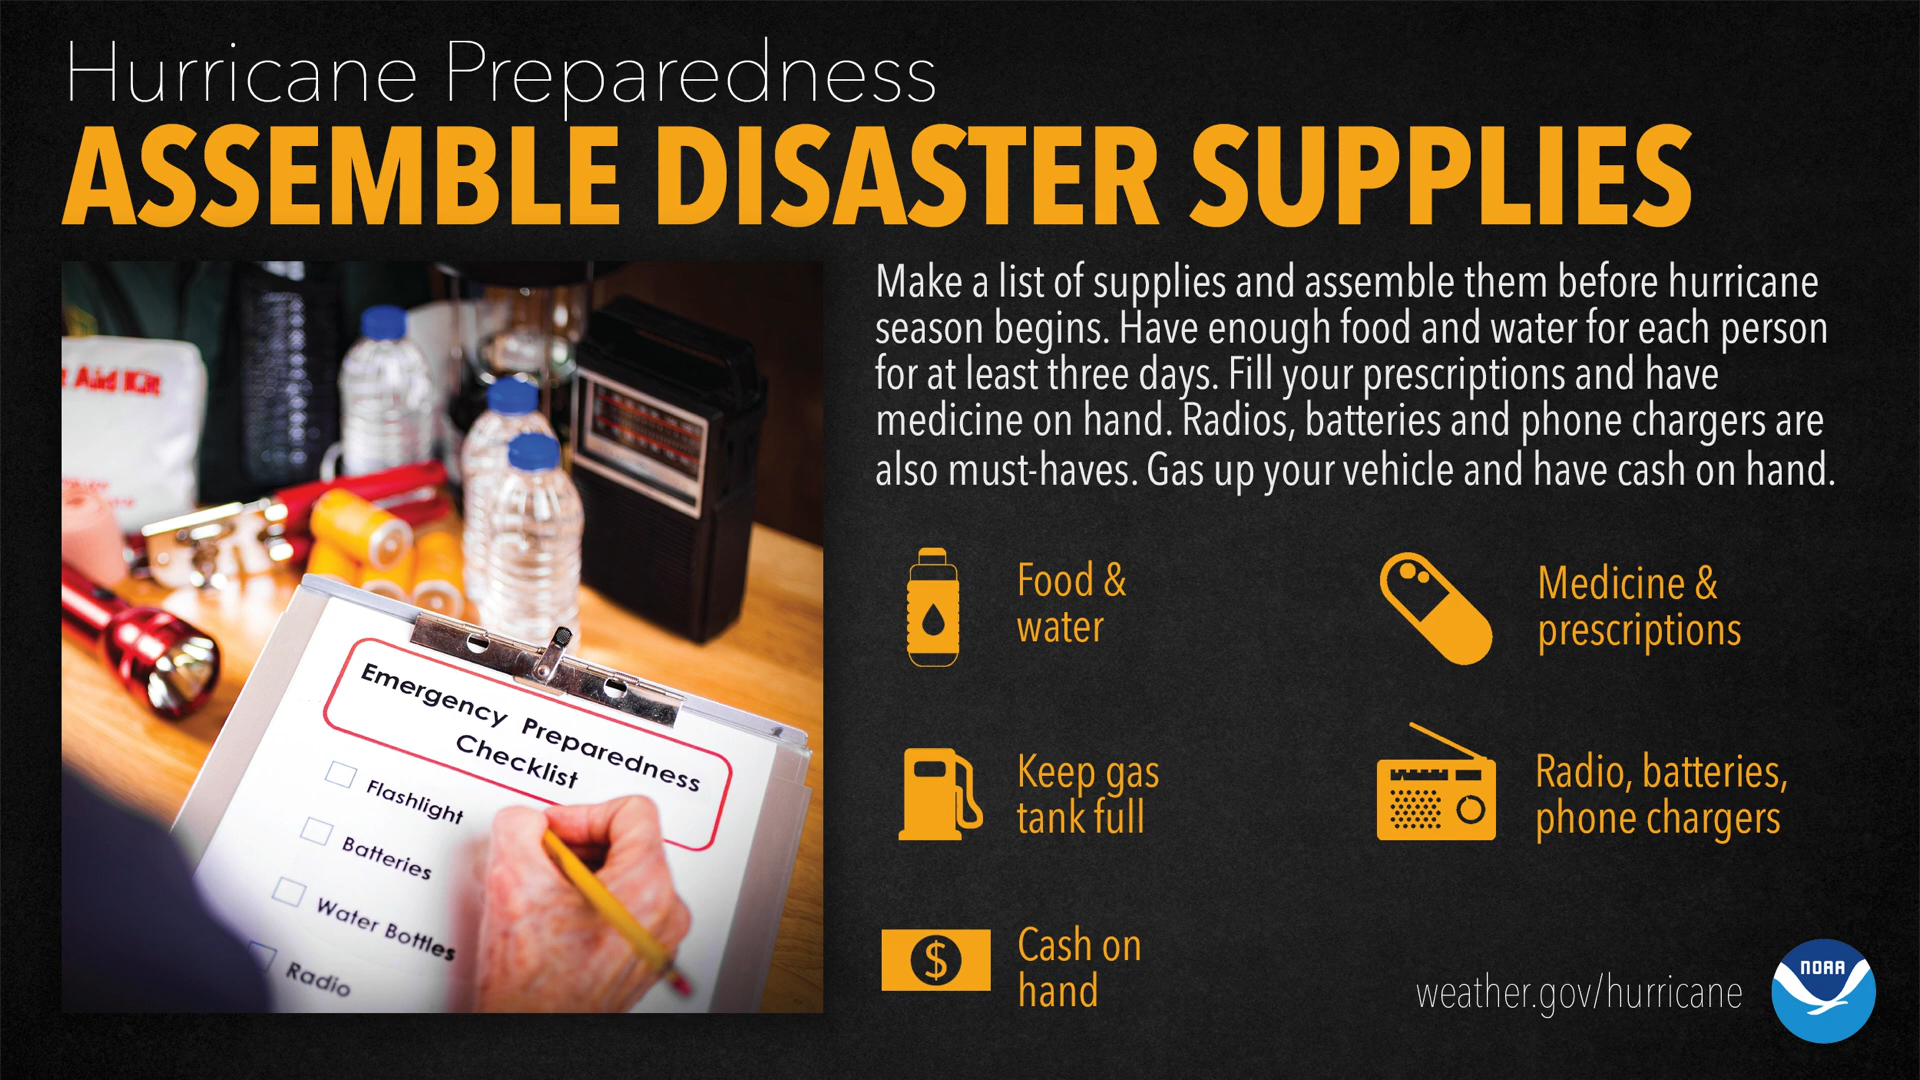 Hurricane Preparedness
ASSEMBLE DISASTER SUPPLIES
Make a list of supplies and assemble them before hurricane
season begins. Have enough food and water for each person
for at least three days. Fill your prescriptions and have
medicine on hand. Radios, batteries and phone chargers are
also must-haves. Gas up your vehicle and have cash on hand.
Aid Kit
Emergency Preparedness
Checklist
Flashlight
Batteries
Water Bottles
Radio
Food &
water
Medicine &
prescriptions
Keep gas
tank full
Radio, batteries,
phone chargers
$
Cash on
hand
weather.gov/hurricane
NOAA